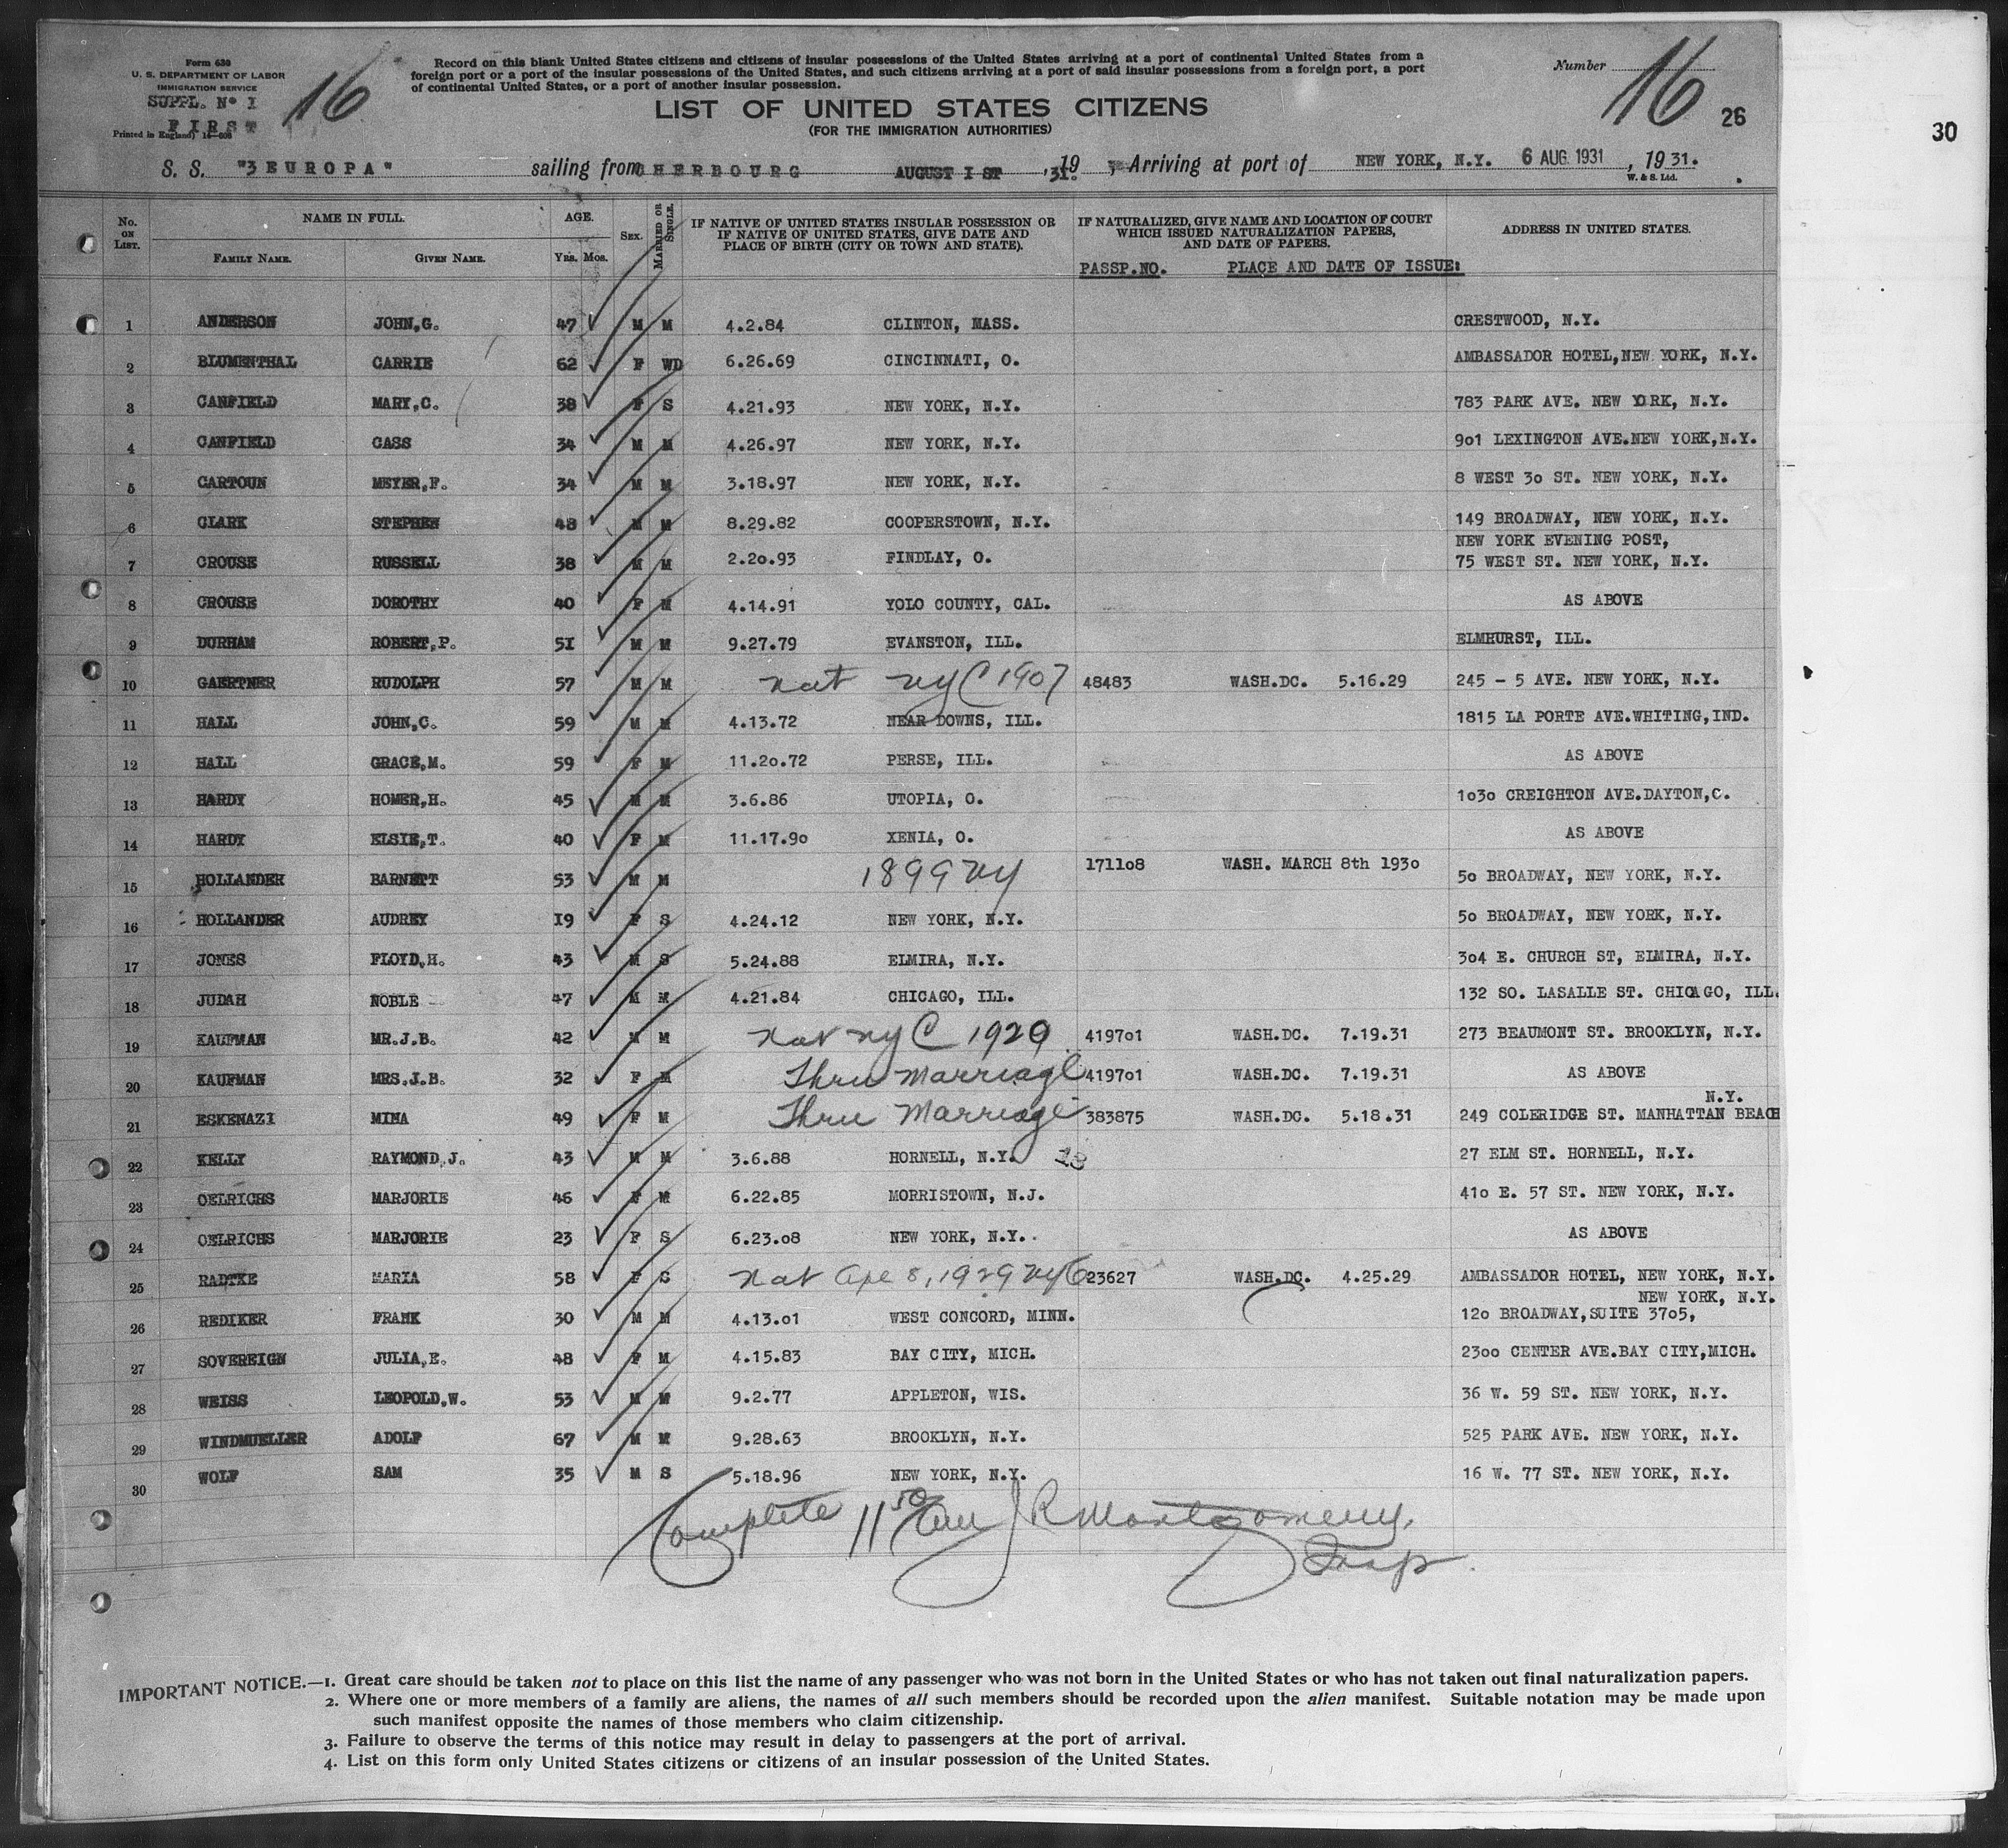 Form 630
U. S. DEPARTMENT OF LABOR
IMMIGRATION SERVICE
SUPPL. No I
FIRST
Printed in England) 14—608
16
Record on this blank United States citizens and citizens of insular possessions of the United States arriving at a port of continental United States from a
foreign port or a port of the insular possessions of the United States, and such citizens arriving at a port of said insular possessions from a foreign port, a port
of continental United States, or a port of another insular possession.
Number 16
26
30
LIST OF UNITED STATES CITIZENS
(FOR THE IMMIGRATION AUTHORITIES)
S. S. "EUROPA" sailing from CHERBOURG AUGUST I ST , 19 31. , Arriving at port of NEW YORK, N.Y. 6 AUG. 1931 , 19 31.
W. & S. Ltd.
No. ON LIST. NAME IN FULL. FAMILY NAME. GIVEN NAME. AGE. YRS. MOS. SEX. MARRIED OR SINGLE.
IF NATIVE OF UNITED STATES INSULAR POSSESSION OR
IF NATIVE OF UNITED STATES, GIVE DATE AND
PLACE OF BIRTH (CITY OR TOWN AND STATE).
IF NATURALIZED, GIVE NAME AND LOCATION OF COURT
WHICH ISSUED NATURALIZATION PAPERS,
AND DATE OF PAPERS.
PASSP.NO. PLACE AND DATE OF ISSUE:
ADDRESS IN UNITED STATES.
1 ANDERSON JOHN,G. 47 M M 4.2.84 CLINTON, MASS. CRESTWOOD, N.Y.
2 BLUMENTHAL CARRIE 62 F WD 6.26.69 CINCINNATI, O. AMBASSADOR HOTEL,NEW YORK, N.Y.
3 CANFIELD MARY,C. 38 F S 4.21.93 NEW YORK, N.Y. 783 PARK AVE. NEW YORK, N.Y.
4 CANFIELD CASS 34 M M 4.26.97 NEW YORK, N.Y. 901 LEXINGTON AVE.NEW YORK,N.Y.
5 CARTOUN MEYER,F. 34 M M 3.18.97 NEW YORK, N.Y. 8 WEST 30 ST. NEW YORK, N.Y.
6 CLARK STEPHEN 48 M M 8.29.82 COOPERSTOWN, N.Y. 149 BROADWAY, NEW YORK, N.Y.
NEW YORK EVENING POST,
7 CROUSE RUSSELL 38 M M 2.20.93 FINDLAY, O. 75 WEST ST. NEW YORK, N.Y.
8 CROUSE DOROTHY 40 F M 4.14.91 YOLO COUNTY, CAL. AS ABOVE
9 DURHAM ROBERT,P. 51 M M 9.27.79 EVANSTON, ILL. ELMHURST, ILL.
10 GAERTNER RUDOLPH 57 M M nat NYC 1907 48483 WASH.DC. 5.16.29 245 - 5 AVE. NEW YORK, N.Y.
11 HALL JOHN,C. 59 M M 4.13.72 NEAR DOWNS, ILL. 1815 LA PORTE AVE.WHITING,IND.
12 HALL GRACE,M. 59 F M 11.20.72 PERSE, ILL. AS ABOVE
13 HARDY HOMER,H. 45 M M 3.6.86 UTOPIA, O. 1030 CREIGHTON AVE.DAYTON,C.
14 HARDY ELSIE,T. 40 F M 11.17.90 XENIA, O. AS ABOVE
15 HOLLANDER BARNETT 53 M M 1899 NY 171108 WASH. MARCH 8th 1930 50 BROADWAY, NEW YORK, N.Y.
16 HOLLANDER AUDREY 19 F S 4.24.12 NEW YORK, N.Y. 50 BROADWAY, NEW YORK, N.Y.
17 JONES FLOYD,H. 43 M S 5.24.88 ELMIRA, N.Y. 304 E. CHURCH ST, ELMIRA, N.Y.
18 JUDAH NOBLE 47 M M 4.21.84 CHICAGO, ILL. 132 SO. LASALLE ST. CHICAGO, ILL.
19 KAUFMAN MR.J.B. 42 M M nat NYC 1929 419701 WASH.DC. 7.19.31 273 BEAUMONT ST. BROOKLYN, N.Y.
20 KAUFMAN MRS.J.B. 32 F M Thru Marriage 419701 WASH.DC. 7.19.31 AS ABOVE
N.Y.
21 ESKENAZI MINA 49 F M Thru Marriage 383875 WASH.DC. 5.18.31 249 COLERIDGE ST. MANHATTAN BEACH
22 KELLY RAYMOND,J. 43 M M 3.6.88 HORNELL, N.Y. 27 ELM ST. HORNELL, N.Y.
23 OELRICHS MARJORIE 46 F M 6.22.85 MORRISTOWN, N.J. 410 E. 57 ST. NEW YORK, N.Y.
24 OELRICHS MARJORIE 23 F S 6.23.08 NEW YORK, N.Y. AS ABOVE
25 RADTKE MARIA 58 F nat Apr 8, 1929 NYC 23627 WASH.DC. 4.25.29 AMBASSADOR HOTEL, NEW YORK, N.Y.
NEW YORK, N.Y.
26 REDIKER FRANK 30 M M 4.13.01 WEST CONCORD, MINN. 120 BROADWAY,SUITE 3705,
27 SOVEREIGN JULIA,E. 48 F M 4.15.83 BAY CITY, MICH. 2300 CENTER AVE.BAY CITY,MICH.
28 WEISS LEOPOLD,W. 53 M M 9.2.77 APPLETON, WIS. 36 W. 59 ST. NEW YORK, N.Y.
29 WINDMUELLER ADOLF 67 M M 9.28.63 BROOKLYN, N.Y. 525 PARK AVE. NEW YORK, N.Y.
30 WOLF SAM 35 M S 5.18.96 NEW YORK, N.Y. 16 W. 77 ST. NEW YORK, N.Y.
Complete 11 50 am J R Montgomery,
Insp.
IMPORTANT NOTICE.—1. Great care should be taken not to place on this list the name of any passenger who was not born in the United States or who has not taken out final naturalization papers.
2. Where one or more members of a family are aliens, the names of all such members should be recorded upon the alien manifest. Suitable notation may be made upon
such manifest opposite the names of those members who claim citizenship.
3. Failure to observe the terms of this notice may result in delay to passengers at the port of arrival.
4. List on this form only United States citizens or citizens of an insular possession of the United States.